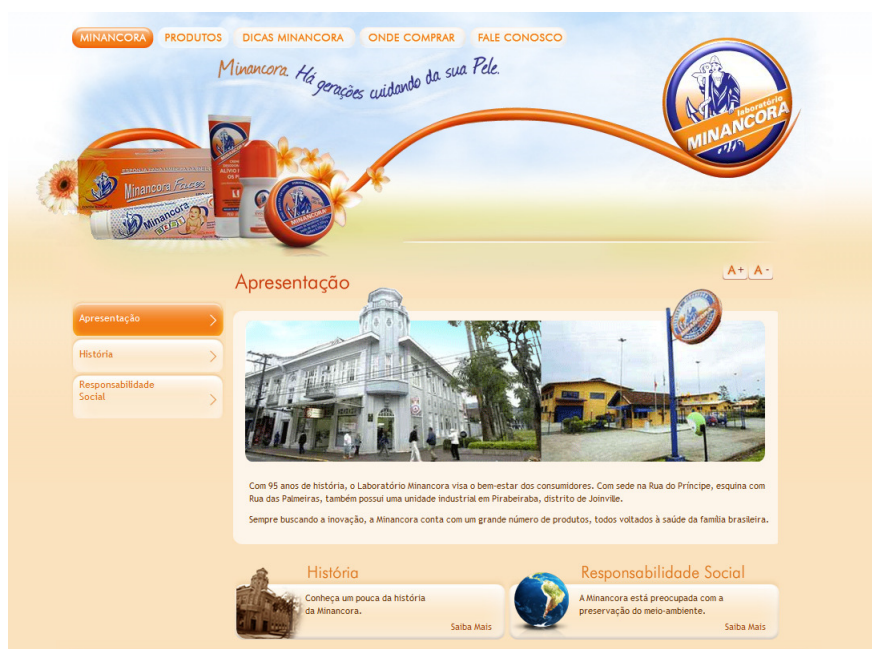 MINANCORA PRODUTOS DICAS MINANCORA ONDE COMPRAR FALE CONOSCO
Minancora. Há gerações cuidando da sua Pele.
laboratório
MINANCORA
Minancora Faces
Minancora
MINANCORA
A+ A-
Apresentação
Apresentação
História
Responsabilidade
Social
Com 95 anos de história, o Laboratório Minancora visa o bem-estar dos consumidores. Com sede na Rua do Príncipe, esquina com
Rua das Palmeiras, também possui uma unidade industrial em Pirabeiraba, distrito de Joinville.
Sempre buscando a inovação, a Minancora conta com um grande número de produtos, todos voltados à saúde da família brasileira.
História
Conheça um pouca da história
da Minancora.
Saiba Mais
Responsabilidade Social
A Minancora está preocupada com a
preservação do meio-ambiente.
Saiba Mais